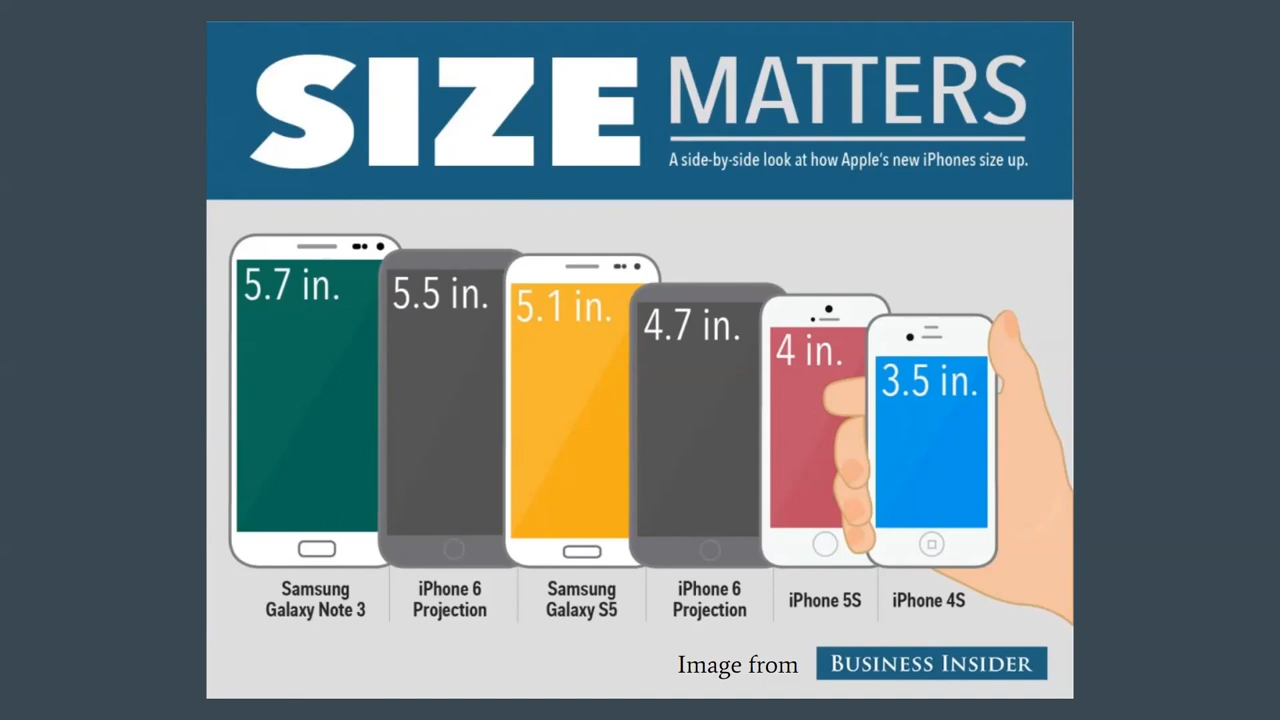 SIZE MATTERS
A side-by-side look at how Apple's new iPhones size up.
5.7 in.
5.5 in.
5.1 in.
4.7 in.
4 in.
3.5 in.
Samsung
Galaxy Note 3
iPhone 6
Projection
Samsung
Galaxy S5
iPhone 6
Projection
iPhone 5S
iPhone 4S
Image from BUSINESS INSIDER